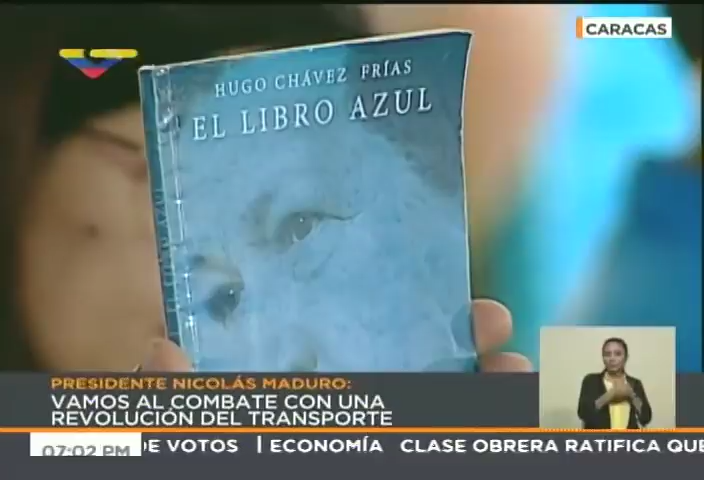 CARACAS
HUGO CHÁVEZ FRÍAS
EL LIBRO AZUL
PRESIDENTE NICOLÁS MADURO:
VAMOS AL COMBATE CON UNA
REVOLUCIÓN DEL TRANSPORTE
07:02 PM
DE VOTOS | ECONOMÍA CLASE OBRERA RATIFICA QUE